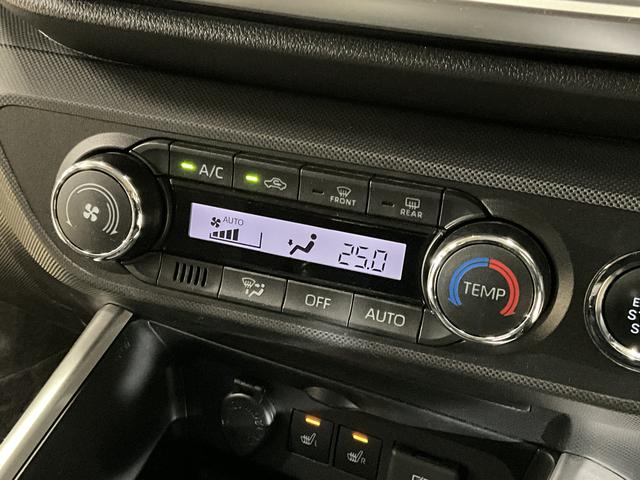 A/C
FRONT
REAR
AUTO
25.0
TEMP
OFF
AUTO
L
R